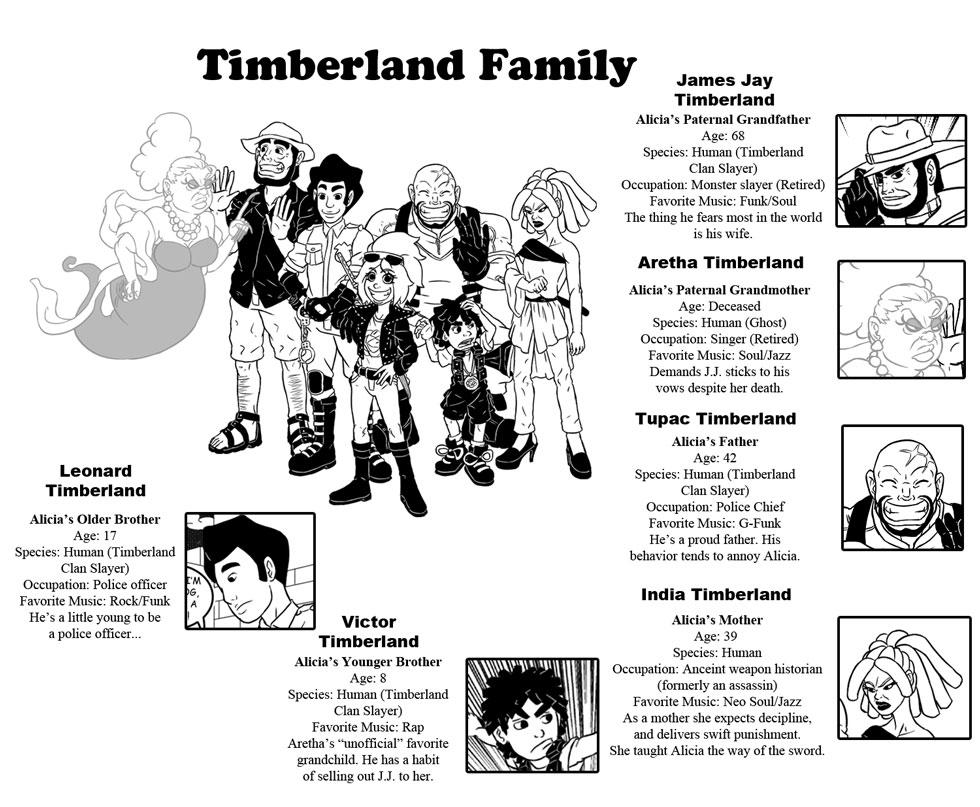 Timberland Family
James Jay
Timberland
Alicia's Paternal Grandfather
Age: 68
Species: Human (Timberland
Clan Slayer)
Occupation: Monster slayer (Retired)
Favorite Music: Funk/Soul
The thing he fears most in the world
is his wife.
Aretha Timberland
Alicia's Paternal Grandmother
Age: Deceased
Species: Human (Ghost)
Occupation: Singer (Retired)
Favorite Music: Soul/Jazz
Demands J.J. sticks to his
vows despite her death.
Tupac Timberland
Alicia's Father
Age: 42
Species: Human (Timberland
Clan Slayer)
Occupation: Police Chief
Favorite Music: G-Funk
He's a proud father. His
behavior tends to annoy Alicia.
Leonard
Timberland
Alicia's Older Brother
Age: 17
Species: Human (Timberland
Clan Slayer)
Occupation: Police officer
Favorite Music: Rock/Funk
He's a little young to be
a police officer...
I'M
A
Victor
Timberland
Alicia's Younger Brother
Age: 8
Species: Human (Timberland
Clan Slayer)
Favorite Music: Rap
Aretha's “unofficial” favorite
grandchild. He has a habit
of selling out J.J. to her.
India Timberland
Alicia's Mother
Age: 39
Species: Human
Occupation: Anceint weapon historian
(formerly an assassin)
Favorite Music: Neo Soul/Jazz
As a mother she expects decipline,
and delivers swift punishment.
She taught Alicia the way of the sword.